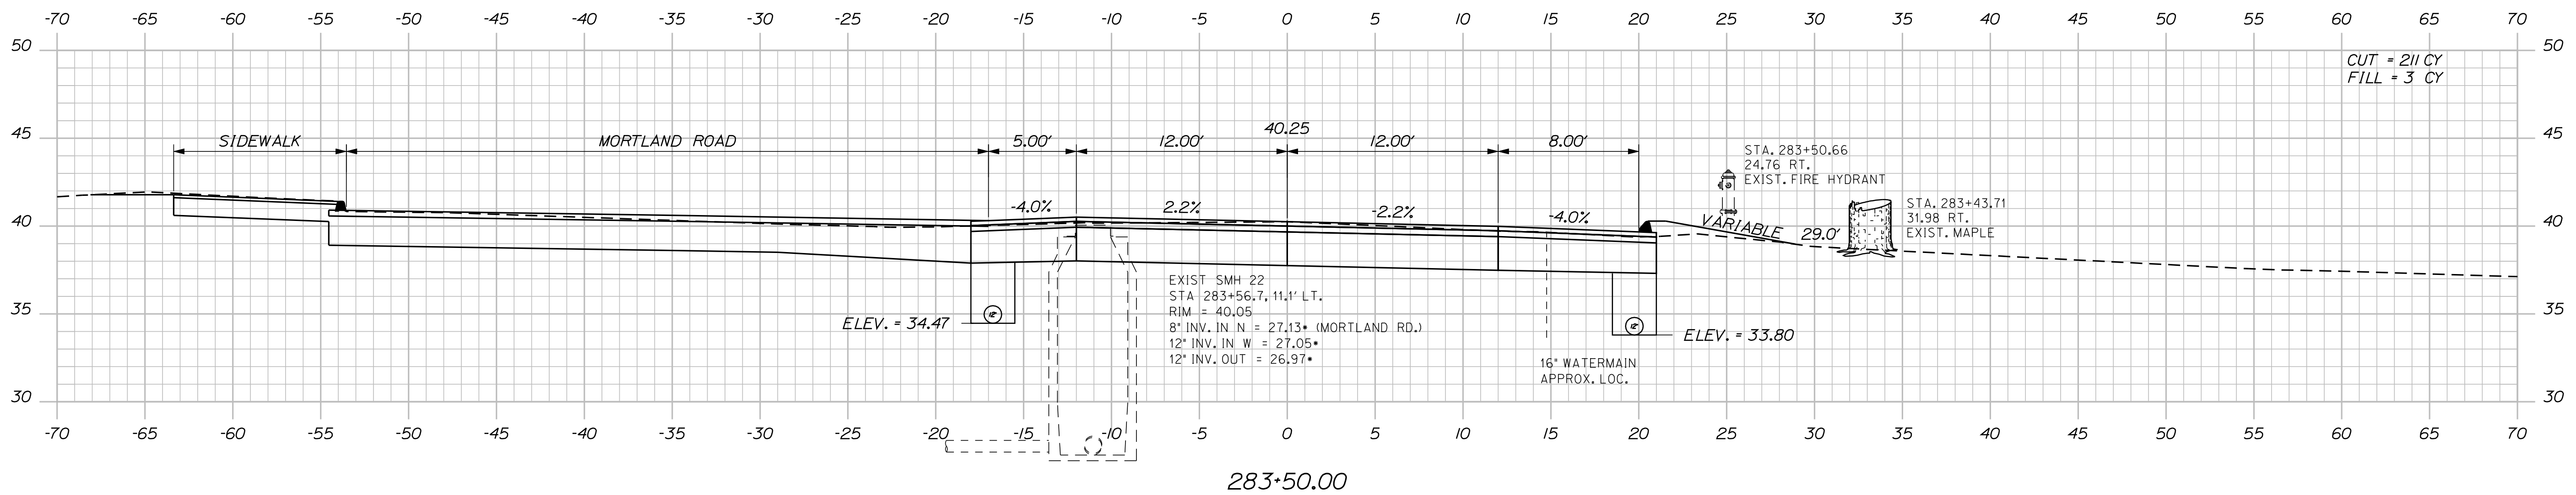 -70 -65 -60 -55 -50 -45 -40 -35 -30 -25 -20 -15 -10 -5 0 5 10 15 20 25 30 35 40 45 50 55 60 65 70
50 50
CUT = 211 CY
FILL = 3 CY
45 45
SIDEWALK MORTLAND ROAD 5.00' 12.00' 40.25 12.00' 8.00'
STA. 283+50.66
24.76 RT.
EXIST. FIRE HYDRANT
STA. 283+43.71
31.98 RT.
EXIST. MAPLE
40 -4.0% 2.2% -2.2% -4.0% VARIABLE 29.0' 40
EXIST SMH 22
STA 283+56.7, 11.1' LT.
RIM = 40.05
8" INV. IN N = 27.13* (MORTLAND RD.)
12" INV. IN W = 27.05*
12" INV. OUT = 26.97*
35 35
ELEV. = 34.47 12" 12" ELEV. = 33.80
16" WATERMAIN
APPROX. LOC.
30 30
-70 -65 -60 -55 -50 -45 -40 -35 -30 -25 -20 -15 -10 -5 0 5 10 15 20 25 30 35 40 45 50 55 60 65 70
283+50.00